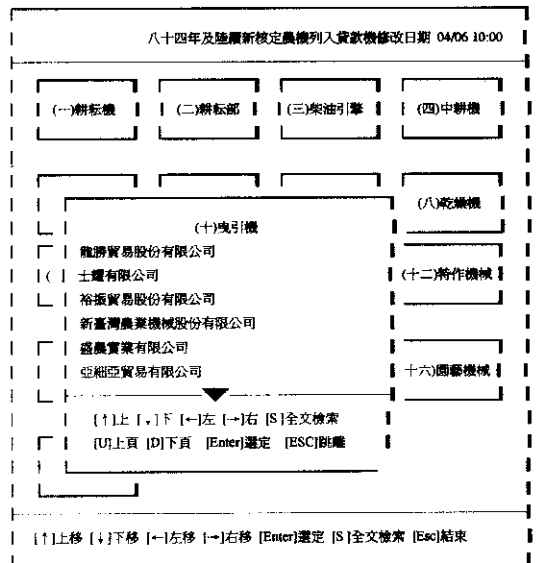 八十四年及陸續新核定農機列入貸款機修改日期 04/06 10:00
(一)耕耘機 (二)耕耘部 (三)柴油引擎 (四)中耕機
(八)乾燥機
(十)曳引機
龍勝貿易股份有限公司
( 士耀有限公司 (十二)特作機械
裕振貿易股份有限公司
新臺灣農業機械股份有限公司
盛農實業有限公司
亞細亞貿易有限公司 十六)園藝機械
[↑]上 [↓]下 [←]左 [→]右 [S]全文檢索
[U]上頁 [D]下頁 [Enter]選定 [ESC]跳離
[↑]上移 [↓]下移 [←]左移 [→]右移 [Enter]選定 [S]全文檢索 [Esc]結束